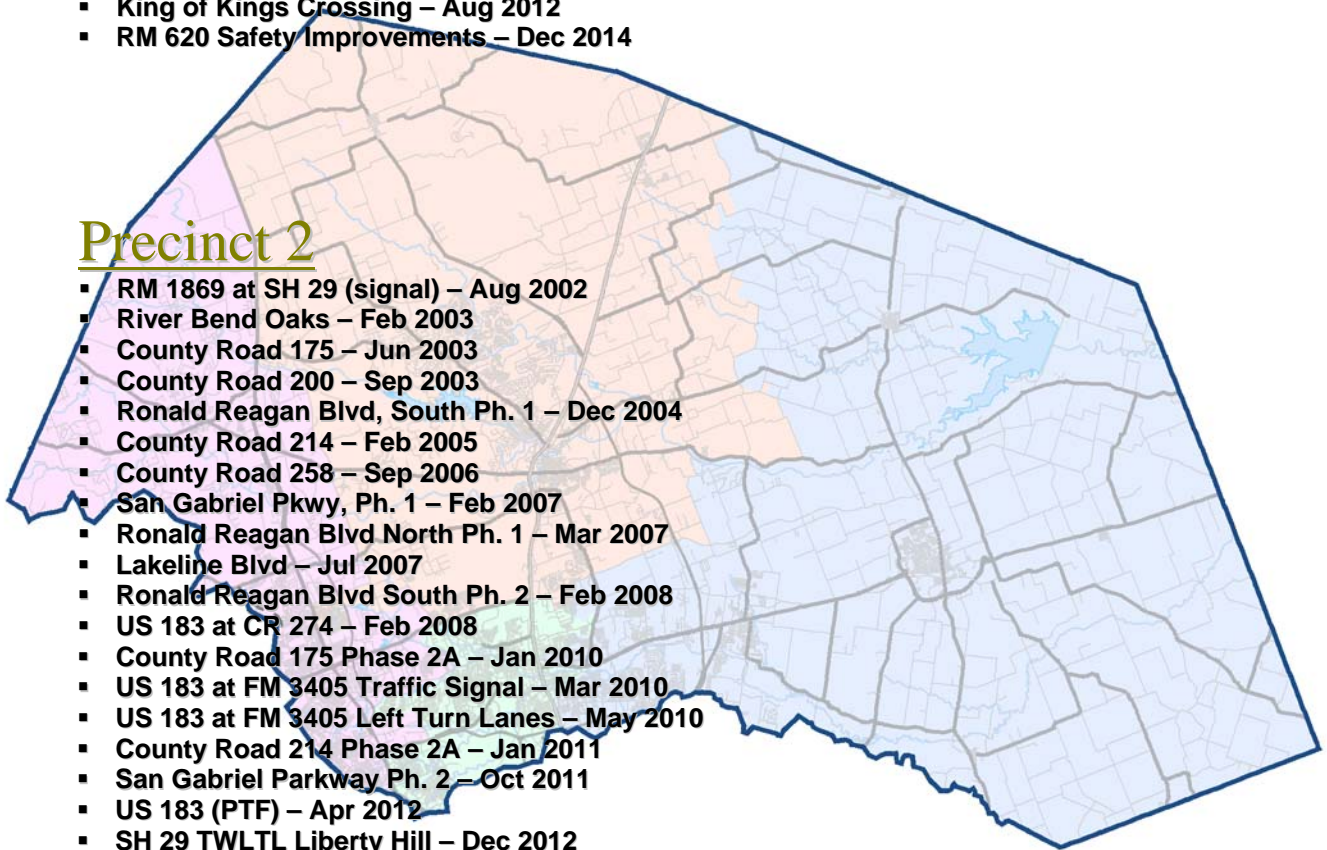 ▪ King of Kings Crossing – Aug 2012
▪ RM 620 Safety Improvements – Dec 2014
Precinct 2
▪ RM 1869 at SH 29 (signal) – Aug 2002
▪ River Bend Oaks – Feb 2003
▪ County Road 175 – Jun 2003
▪ County Road 200 – Sep 2003
▪ Ronald Reagan Blvd, South Ph. 1 – Dec 2004
▪ County Road 214 – Feb 2005
▪ County Road 258 – Sep 2006
▪ San Gabriel Pkwy, Ph. 1 – Feb 2007
▪ Ronald Reagan Blvd North Ph. 1 – Mar 2007
▪ Lakeline Blvd – Jul 2007
▪ Ronald Reagan Blvd South Ph. 2 – Feb 2008
▪ US 183 at CR 274 – Feb 2008
▪ County Road 175 Phase 2A – Jan 2010
▪ US 183 at FM 3405 Traffic Signal – Mar 2010
▪ US 183 at FM 3405 Left Turn Lanes – May 2010
▪ County Road 214 Phase 2A – Jan 2011
▪ San Gabriel Parkway Ph. 2 – Oct 2011
▪ US 183 (PTF) – Apr 2012
▪ SH 29 TWLTL Liberty Hill – Dec 2012